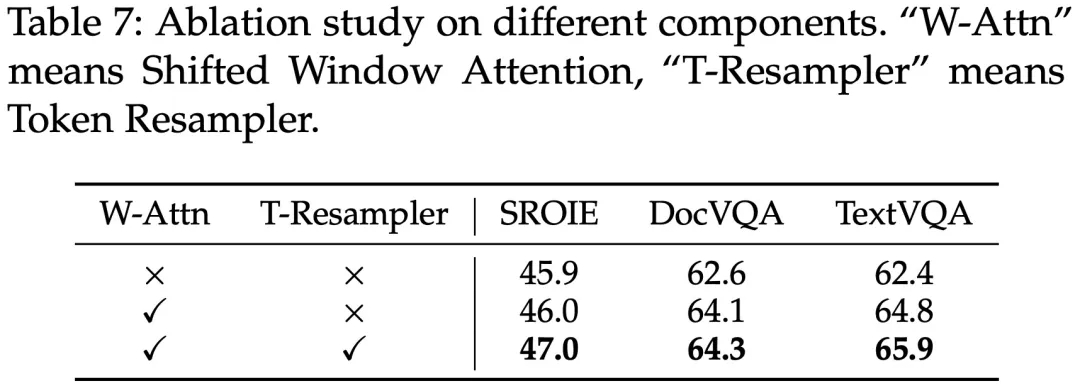 Table 7: Ablation study on different components. “W-Attn”
means Shifted Window Attention, “T-Resampler” means
Token Resampler.
W-Attn T-Resampler SROIE DocVQA TextVQA
× × 45.9 62.6 62.4
✓ × 46.0 64.1 64.8
✓ ✓ 47.0 64.3 65.9